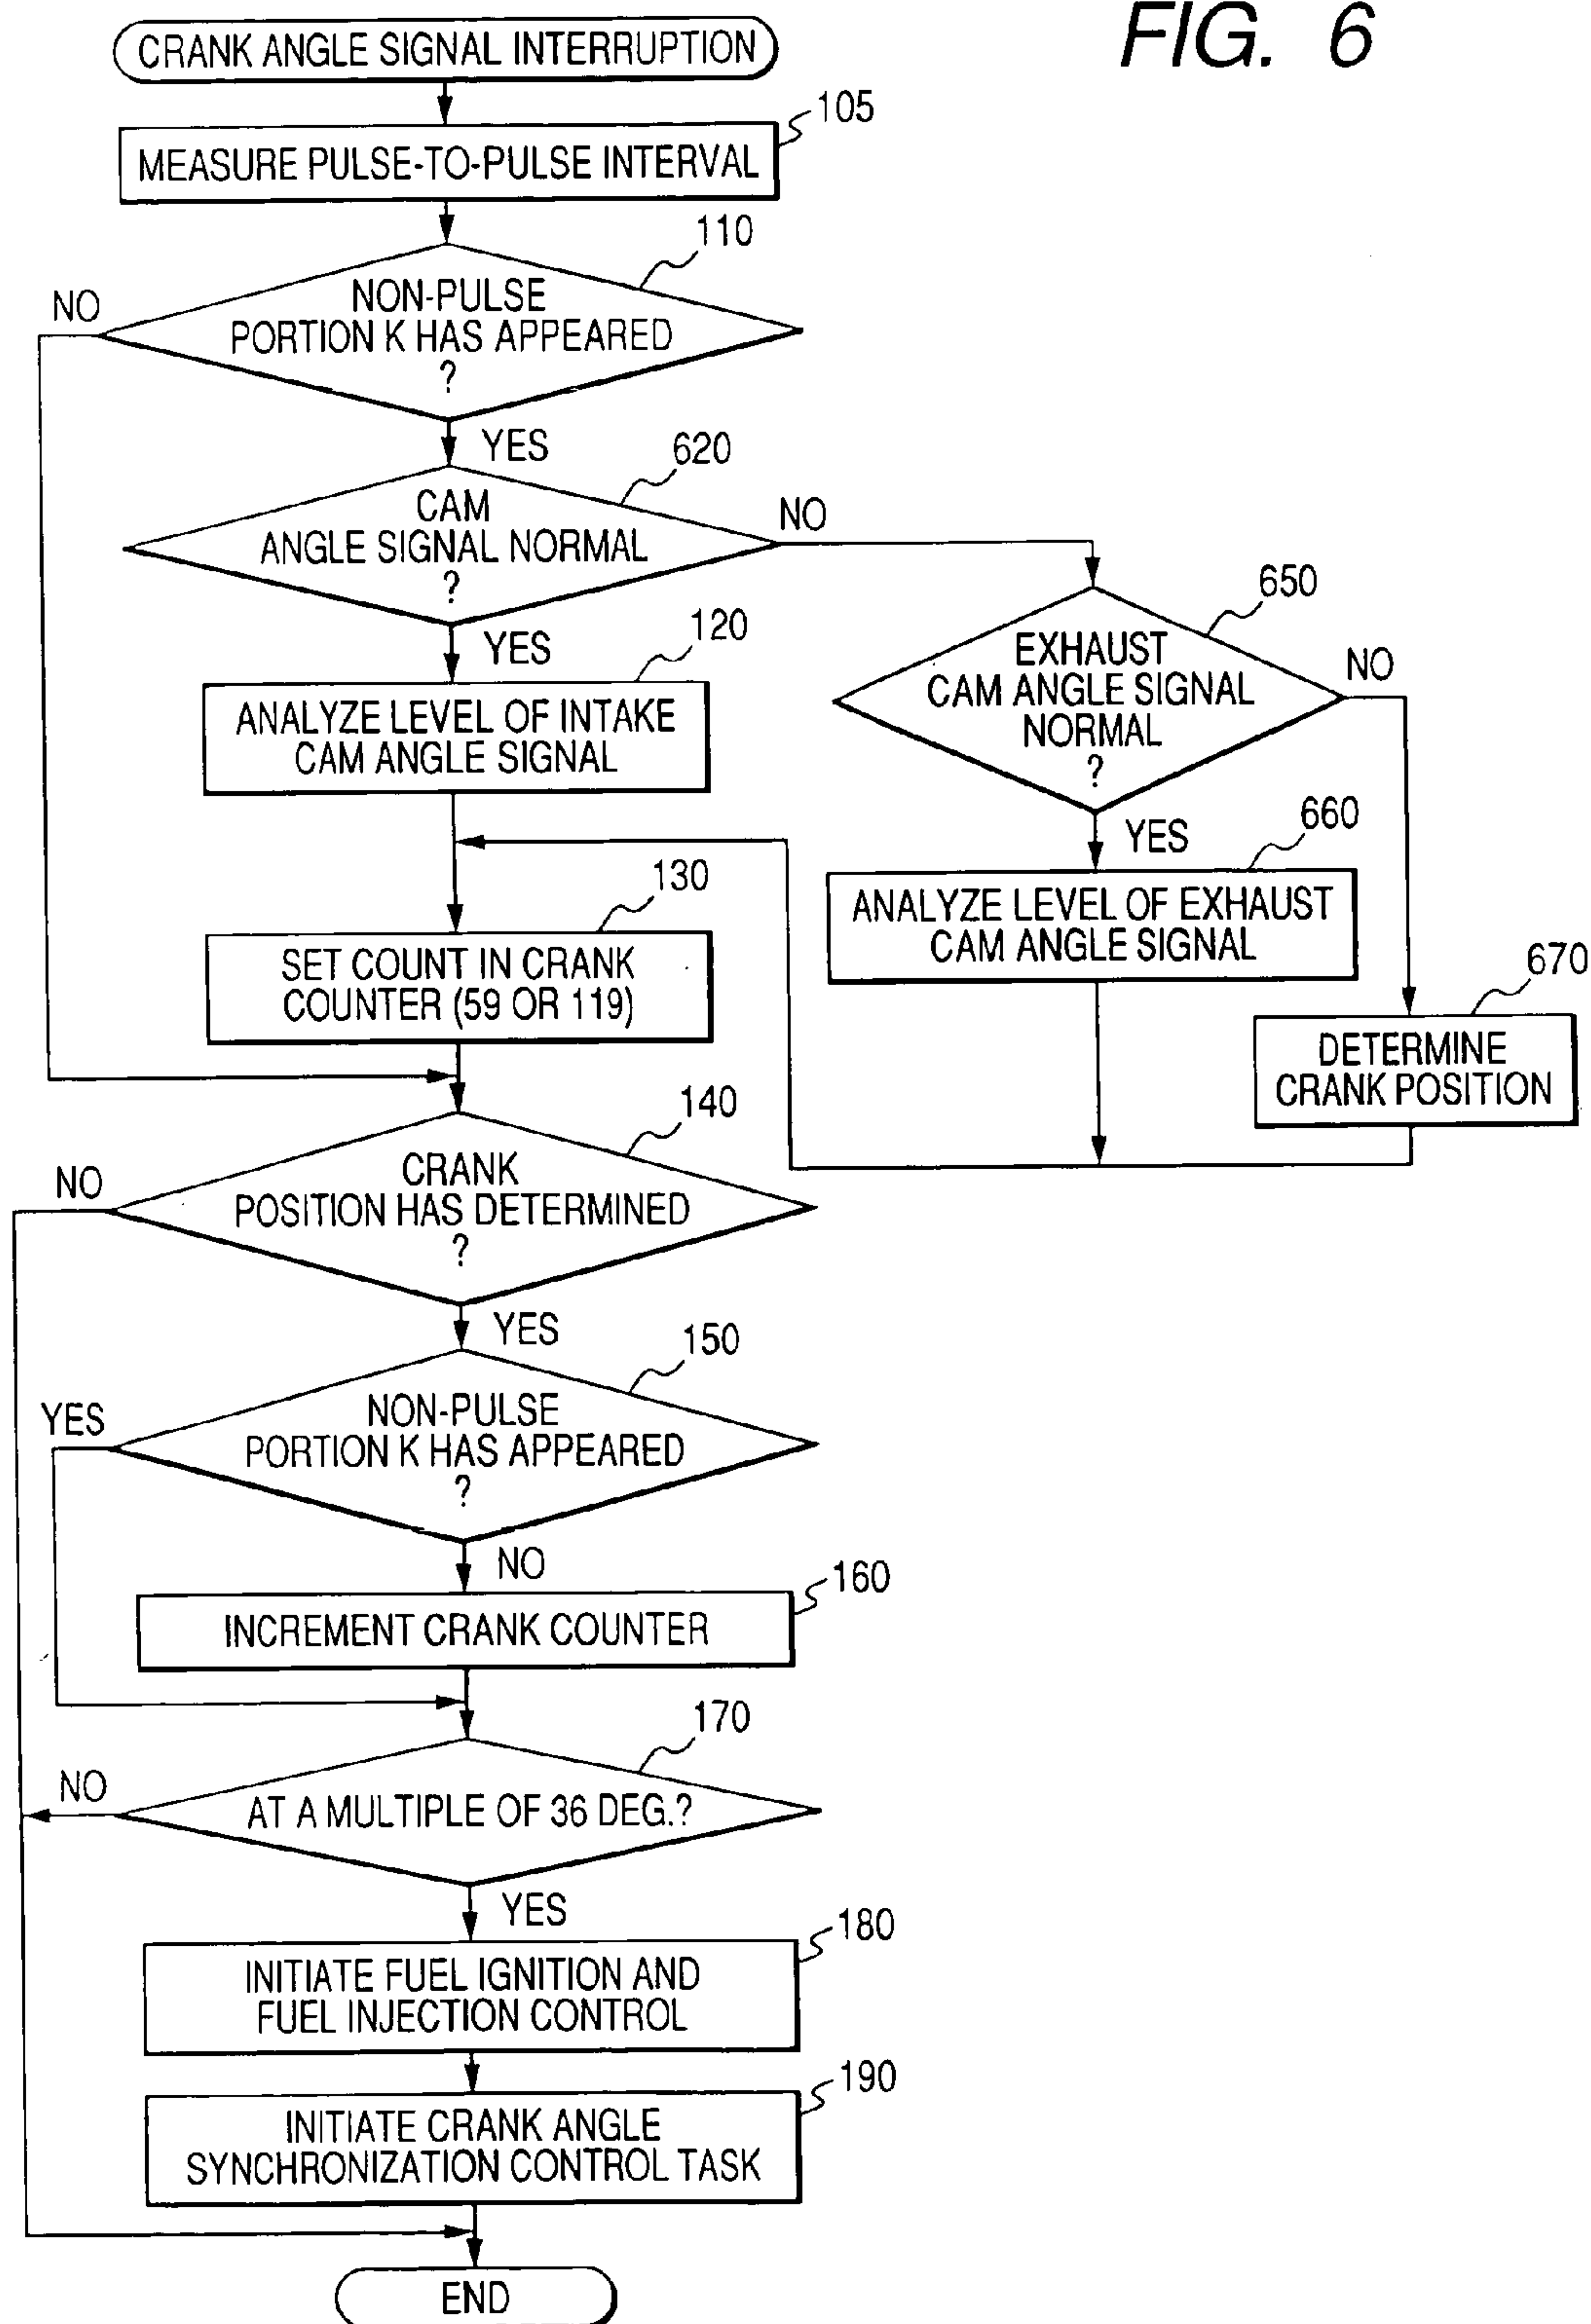 FIG. 6
CRANK ANGLE SIGNAL INTERRUPTION
105
MEASURE PULSE-TO-PULSE INTERVAL
110
NO
NON-PULSE
PORTION K HAS APPEARED
?
YES
620
CAM
ANGLE SIGNAL NORMAL
?
NO
YES
120
ANALYZE LEVEL OF INTAKE
CAM ANGLE SIGNAL
650
EXHAUST
CAM ANGLE SIGNAL
NORMAL
?
NO
YES
660
ANALYZE LEVEL OF EXHAUST
CAM ANGLE SIGNAL
670
DETERMINE
CRANK POSITION
130
SET COUNT IN CRANK
COUNTER (59 OR 119)
140
NO
CRANK
POSITION HAS DETERMINED
?
YES
150
YES
NON-PULSE
PORTION K HAS APPEARED
?
NO
160
INCREMENT CRANK COUNTER
170
NO
AT A MULTIPLE OF 36 DEG.?
YES
180
INITIATE FUEL IGNITION AND
FUEL INJECTION CONTROL
190
INITIATE CRANK ANGLE
SYNCHRONIZATION CONTROL TASK
END